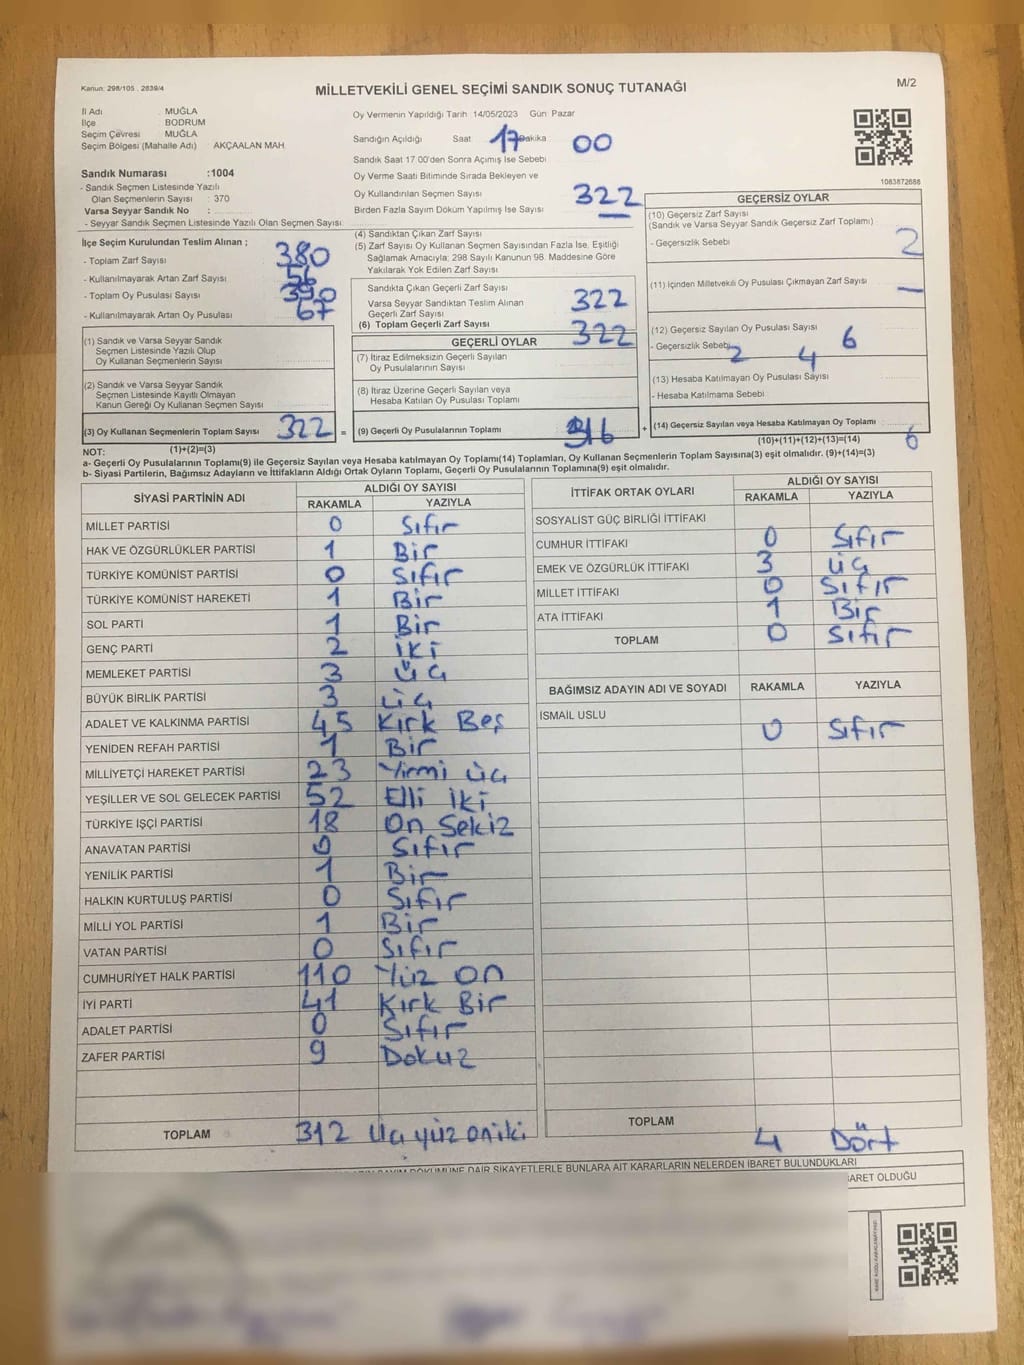 Kanun, 298/105 , 2839/4
MİLLETVEKİLİ GENEL SEÇİMİ SANDIK SONUÇ TUTANAĞI
M/2
İl Adı : MUĞLA
İlçe : BODRUM
Seçim Çevresi : MUĞLA
Seçim Bölgesi (Mahalle Adı) AKÇAALAN MAH.
Oy Vermenin Yapıldığı Tarih 14/05/2023 Gün: Pazar
Sandığın Açıldığı Saat 17 Dakika 00
Sandık Saat 17 00'den Sonra Açımış İse Sebebi
Oy Verme Saati Bitiminde Sırada Bekleyen ve
Oy Kullandırılan Seçmen Sayısı 322
Birden Fazla Sayım Döküm Yapılmış İse Sayısı —
Sandık Numarası :1004
- Sandık Seçmen Listesinde Yazılı
Olan Seçmenlerin Sayısı : 370
Varsa Seyyar Sandık No :
- Seyyar Sandık Seçmen Listesinde Yazılı Olan Seçmen Sayısı:
1083872688
İlçe Seçim Kurulundan Teslim Alınan ;
- Toplam Zarf Sayısı 380
- Kullanılmayarak Artan Zarf Sayısı 56
- Toplam Oy Pusulası Sayısı 390
- Kullanılmayarak Artan Oy Pusulası 67
(1) Sandık ve Varsa Seyyar Sandık
Seçmen Listesinde Yazılı Olup
Oy Kullanan Seçmenlerin Sayısı
(2) Sandık ve Varsa Seyyar Sandık
Seçmen Listesinde Kayıtlı Olmayan
Kanun Gereği Oy Kullanan Seçmen Sayısı
(3) Oy Kullanan Seçmenlerin Toplam Sayısı 322 =
(1)+(2)=(3)
(4) Sandıktan Çıkan Zarf Sayısı
(5) Zarf Sayısı Oy Kullanan Seçmen Sayısından Fazla İse, Eşitliği
Sağlamak Amacıyla; 298 Sayılı Kanunun 98. Maddesine Göre
Yakılarak Yok Edilen Zarf Sayısı
Sandıkta Çıkan Geçerli Zarf Sayısı 322
Varsa Seyyar Sandıktan Teslim Alınan
Geçerli Zarf Sayısı
(6) Toplam Geçerli Zarf Sayısı 322
GEÇERLİ OYLAR 322
(7) İtiraz Edilmeksizin Geçerli Sayılan
Oy Pusulalarının Sayısı
(8) İtiraz Üzerine Geçerli Sayılan veya
Hesaba Katılan Oy Pusulası Toplamı
(9) Geçerli Oy Pusulalarının Toplamı 316 +
GEÇERSİZ OYLAR
(10) Geçersiz Zarf Sayısı
(Sandık ve Varsa Seyyar Sandık Geçersiz Zarf Toplamı)
- Geçersizlik Sebebi 2
(11) İçinden Milletvekili Oy Pusulası Çıkmayan Zarf Sayısı —
(12) Geçersiz Sayılan Oy Pusulası Sayısı 6
- Geçersizlik Sebebi 2 4
(13) Hesaba Katılmayan Oy Pusulası Sayısı
- Hesaba Katılmama Sebebi
(14) Geçersiz Sayılan veya Hesaba Katılmayan Oy Toplamı 6
(10)+(11)+(12)+(13)=(14)
NOT:
a- Geçerli Oy Pusulalarının Toplamı(9) ile Geçersiz Sayılan veya Hesaba katılmayan Oy Toplamı(14) Toplamları, Oy Kullanan Seçmenlerin Toplam Sayısına(3) eşit olmalıdır. (9)+(14)=(3)
b- Siyasi Partilerin, Bağımsız Adayların ve İttifakların Aldığı Ortak Oyların Toplamı, Geçerli Oy Pusulalarının Toplamına(9) eşit olmalıdır.
SİYASİ PARTİNİN ADI ALDIĞI OY SAYISI
RAKAMLA YAZIYLA
MİLLET PARTİSİ 0 Sıfır
HAK VE ÖZGÜRLÜKLER PARTİSİ 1 Bir
TÜRKİYE KOMÜNİST PARTİSİ 0 Sıfır
TÜRKİYE KOMÜNİST HAREKETİ 1 Bir
SOL PARTİ 1 Bir
GENÇ PARTİ 2 İki
MEMLEKET PARTİSİ 3 Üç
BÜYÜK BİRLİK PARTİSİ 3 Üç
ADALET VE KALKINMA PARTİSİ 45 Kırk Beş
YENİDEN REFAH PARTİSİ 1 Bir
MİLLİYETÇİ HAREKET PARTİSİ 23 Yirmi üç
YEŞİLLER VE SOL GELECEK PARTİSİ 52 Elli iki
TÜRKİYE İŞÇİ PARTİSİ 18 On Sekiz
ANAVATAN PARTİSİ 0 Sıfır
YENİLİK PARTİSİ 1 Bir
HALKIN KURTULUŞ PARTİSİ 0 Sıfır
MİLLİ YOL PARTİSİ 1 Bir
VATAN PARTİSİ 0 Sıfır
CUMHURİYET HALK PARTİSİ 110 Yüz on
İYİ PARTİ 41 Kırk Bir
ADALET PARTİSİ 0 Sıfır
ZAFER PARTİSİ 9 Dokuz
TOPLAM 312 Üçyüz oniki
İTTİFAK ORTAK OYLARI ALDIĞI OY SAYISI
RAKAMLA YAZIYLA
SOSYALİST GÜÇ BİRLİĞİ İTTİFAKI 0 Sıfır
CUMHUR İTTİFAKI 3 üç
EMEK VE ÖZGÜRLÜK İTTİFAKI 0 Sıfır
MİLLET İTTİFAKI 1 Bir
ATA İTTİFAKI 0 Sıfır
TOPLAM
BAĞIMSIZ ADAYIN ADI VE SOYADI RAKAMLA YAZIYLA
İSMAİL USLU 0 Sıfır
TOPLAM 4 Dört
DÖKÜMÜNE DAİR ŞİKAYETLERLE BUNLARA AİT KARARLARIN NELERDEN İBARET BULUNDUKLARI
BARET OLDUĞU